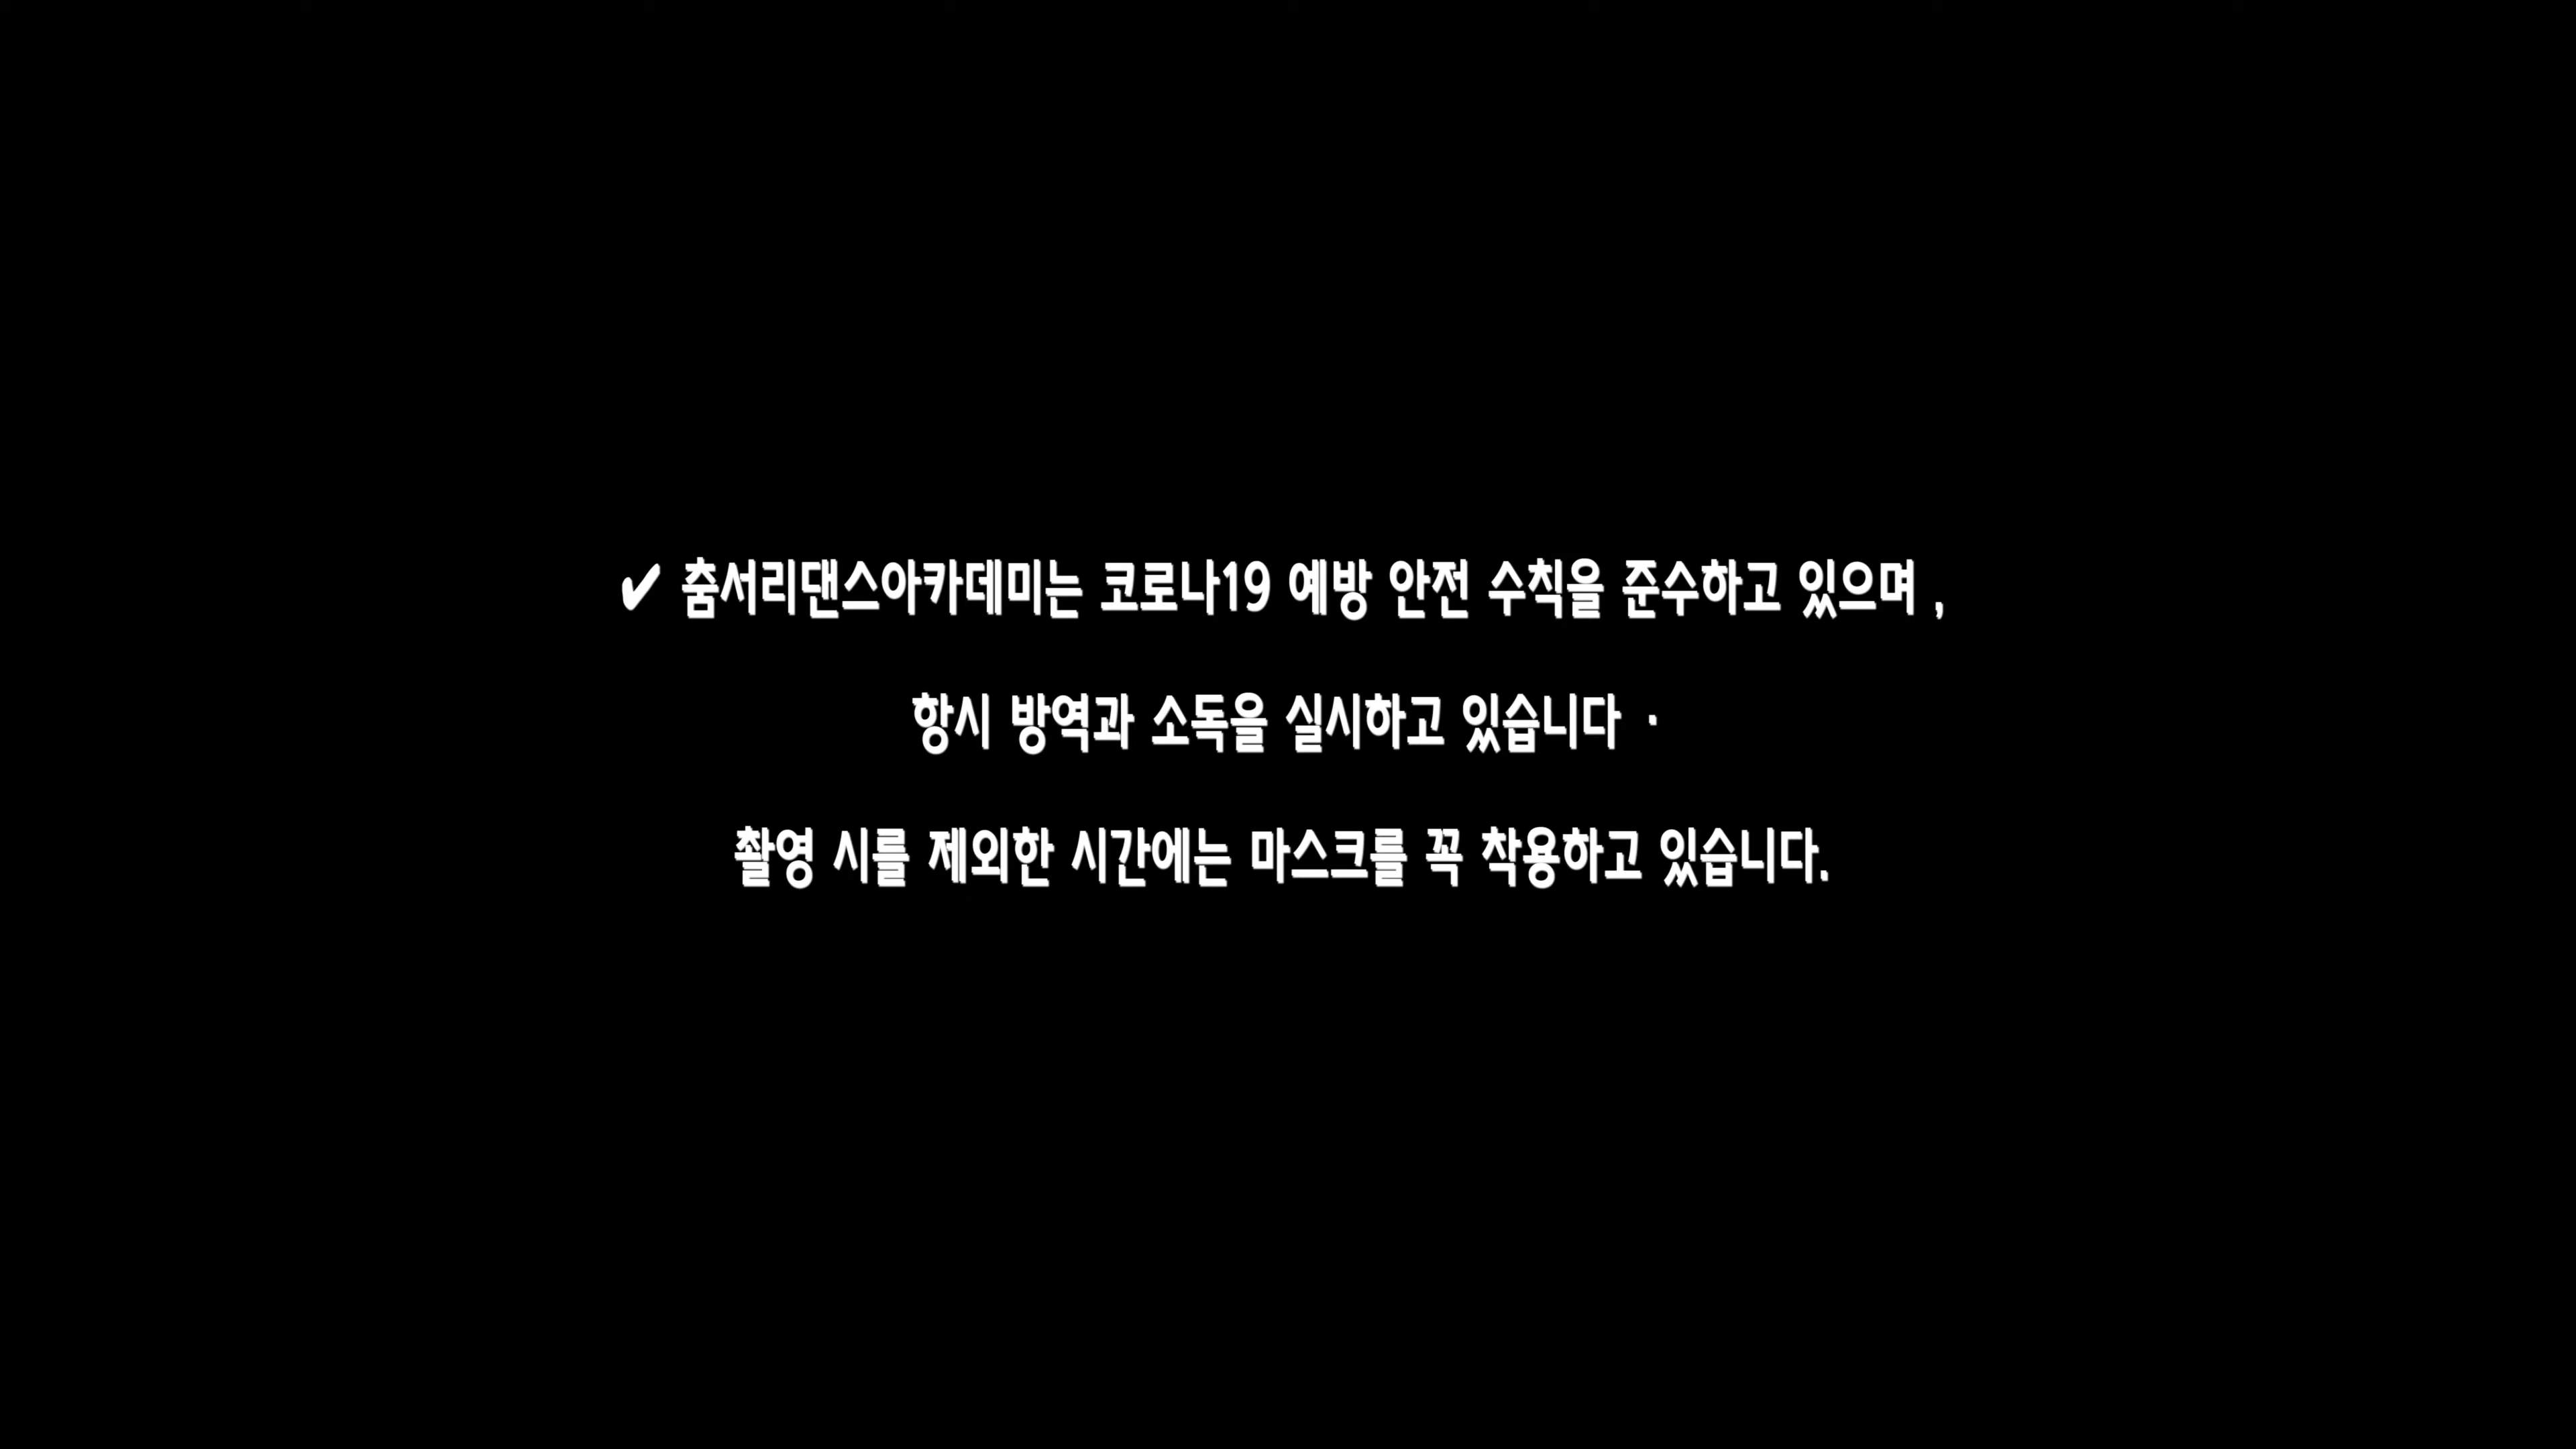 ✔ 춤서리댄스아카데미는 코로나19 예방 안전 수칙을 준수하고 있으며 ,
항시 방역과 소독을 실시하고 있습니다 ·
촬영 시를 제외한 시간에는 마스크를 꼭 착용하고 있습니다.